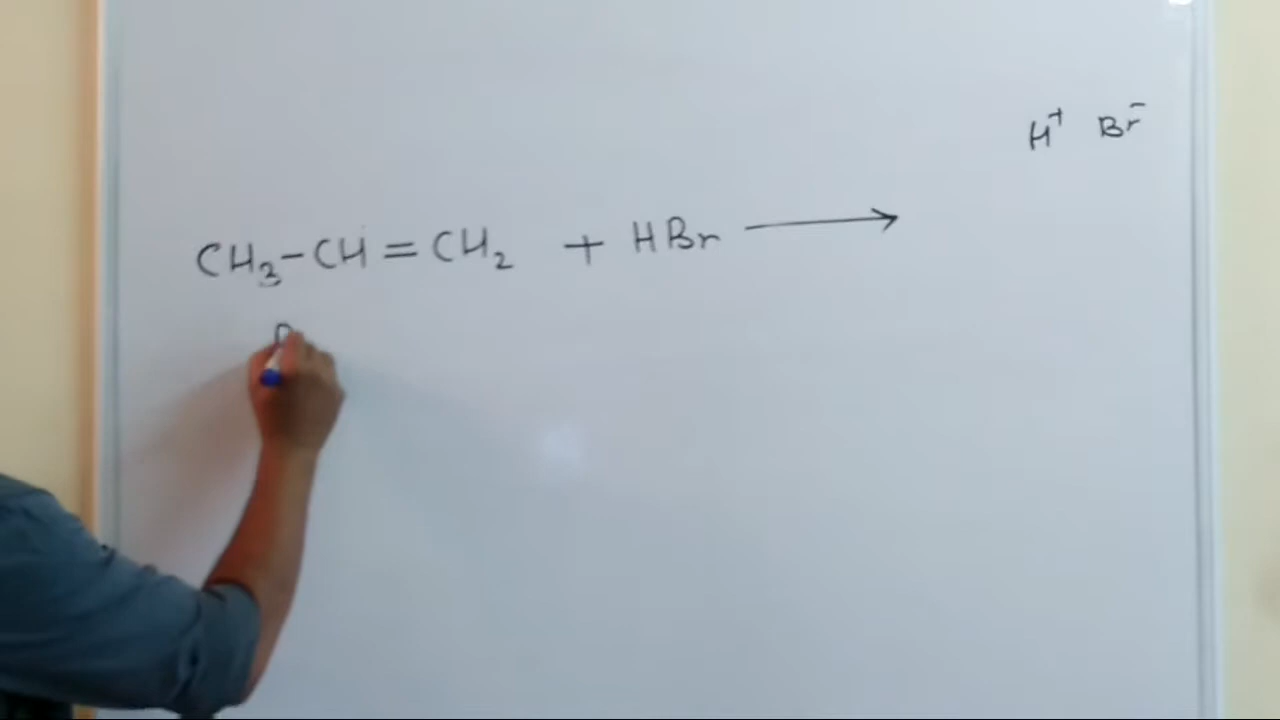 H⁺ Br⁻
CH₃-CH=CH₂ + HBr ⟶